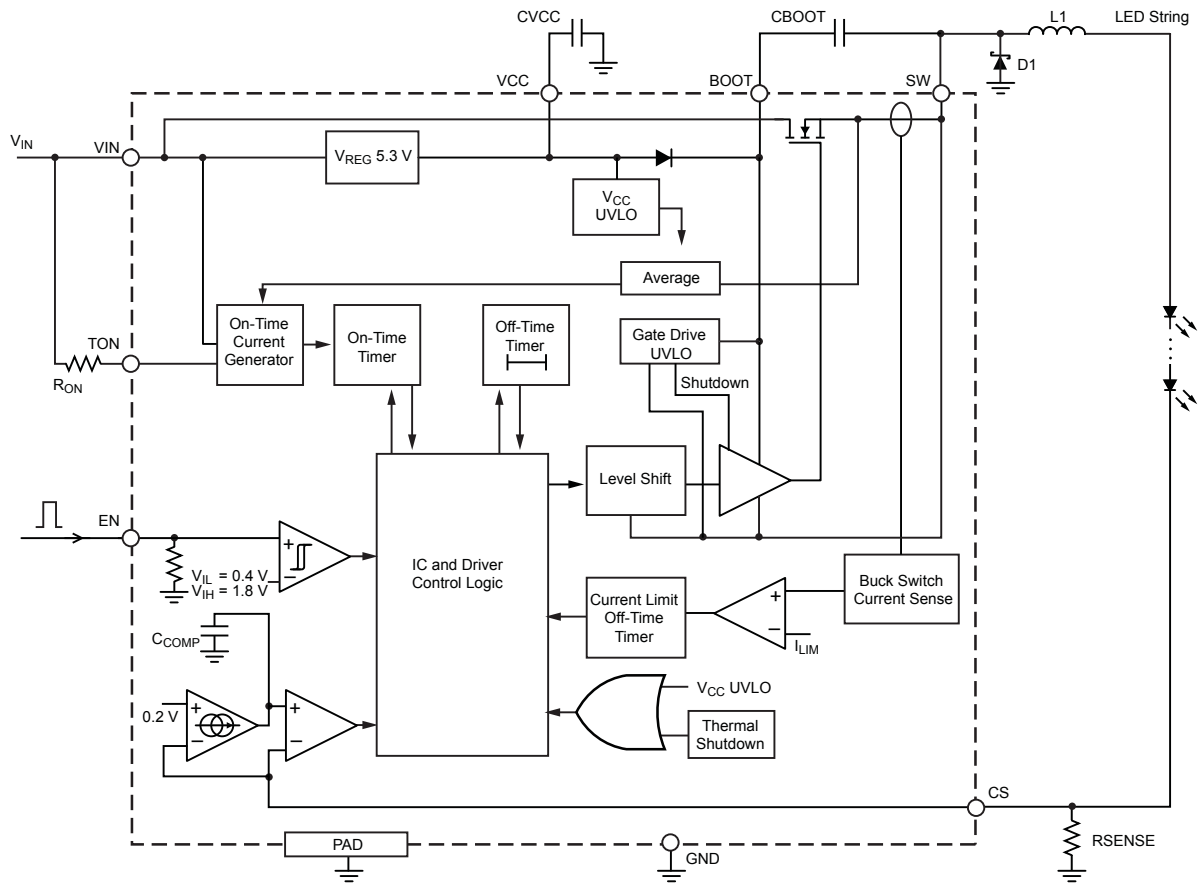 CVCC
CBOOT
L1
LED String
D1
VCC
BOOT
SW
VIN
VIN
VREG 5.3 V
VCC
UVLO
Average
On-Time
Current
Generator
On-Time
Timer
Off-Time
Timer
Gate Drive
UVLO
TON
RON
Shutdown
Level Shift
EN
+
−
VIL = 0.4 V
VIH = 1.8 V
IC and Driver
Control Logic
Buck Switch
Current Sense
Current Limit
Off-Time
Timer
+
−
ILIM
CCOMP
0.2 V
+
−
+
−
VCC UVLO
Thermal
Shutdown
CS
RSENSE
PAD
GND